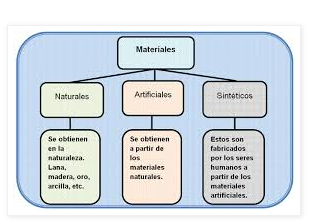 Materiales
Naturales
Artificiales
Sintéticos
Se obtienen
en la
naturaleza.
Lana,
madera, oro,
arcilla, etc.
Se obtienen
a partir de
los
materiales
naturales.
Estos son
fabricados
por los seres
humanos a
partir de los
materiales
artificiales.